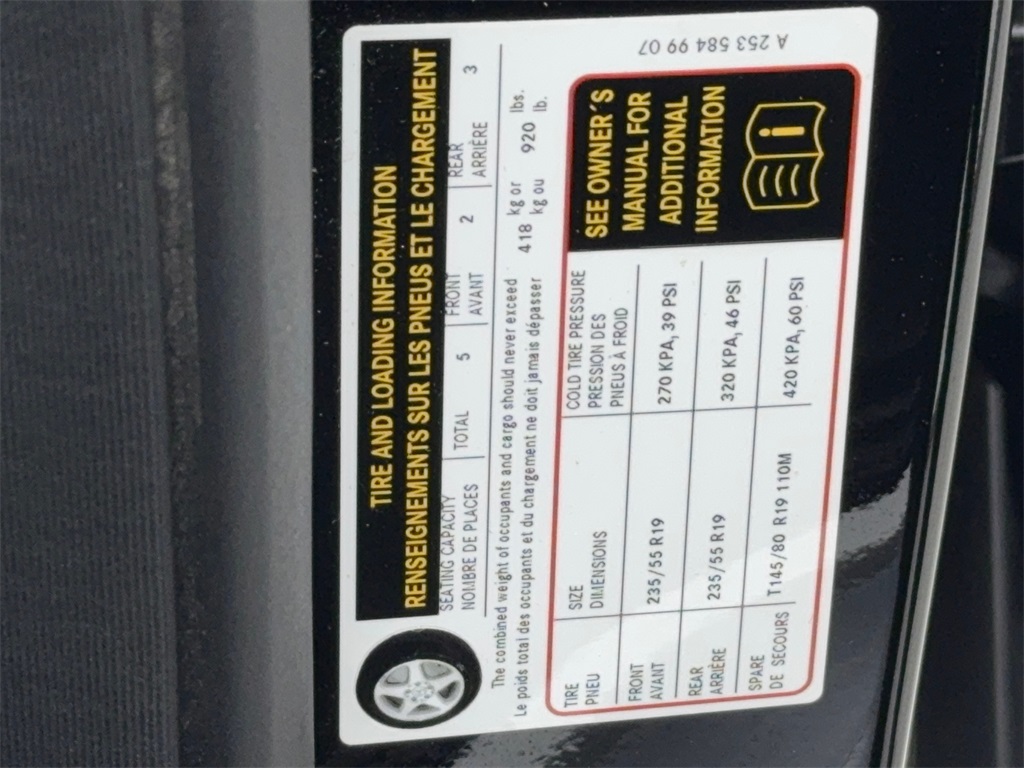 TIRE AND LOADING INFORMATION
RENSEIGNEMENTS SUR LES PNEUS ET LE CHARGEMENT
SEATING CAPACITY
NOMBRE DE PLACES
TOTAL 5
FRONT
AVANT 2
REAR
ARRIÈRE 3
The combined weight of occupants and cargo should never exceed 418 kg or 920 lbs.
Le poids total des occupants et du chargement ne doit jamais dépasser kg ou lb.
TIRE
PNEU
SIZE
DIMENSIONS
COLD TIRE PRESSURE
PRESSION DES
PNEUS À FROID
FRONT
AVANT
235/55 R19
270 KPA, 39 PSI
REAR
ARRIÈRE
235/55 R19
320 KPA, 46 PSI
SPARE
DE SECOURS
T145/80 R19 110M
420 KPA, 60 PSI
SEE OWNER´S
MANUAL FOR
ADDITIONAL
INFORMATION
i
A 253 584 99 07